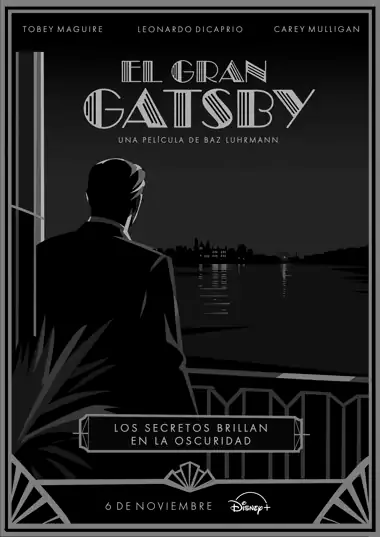 TOBEY MAGUIRE LEONARDO DICAPRIO CAREY MULLIGAN
EL GRAN
GATSBY
UNA PELÍCULA DE BAZ LUHRMANN
LOS SECRETOS BRILLAN
EN LA OSCURIDAD
6 DE NOVIEMBRE Disney+